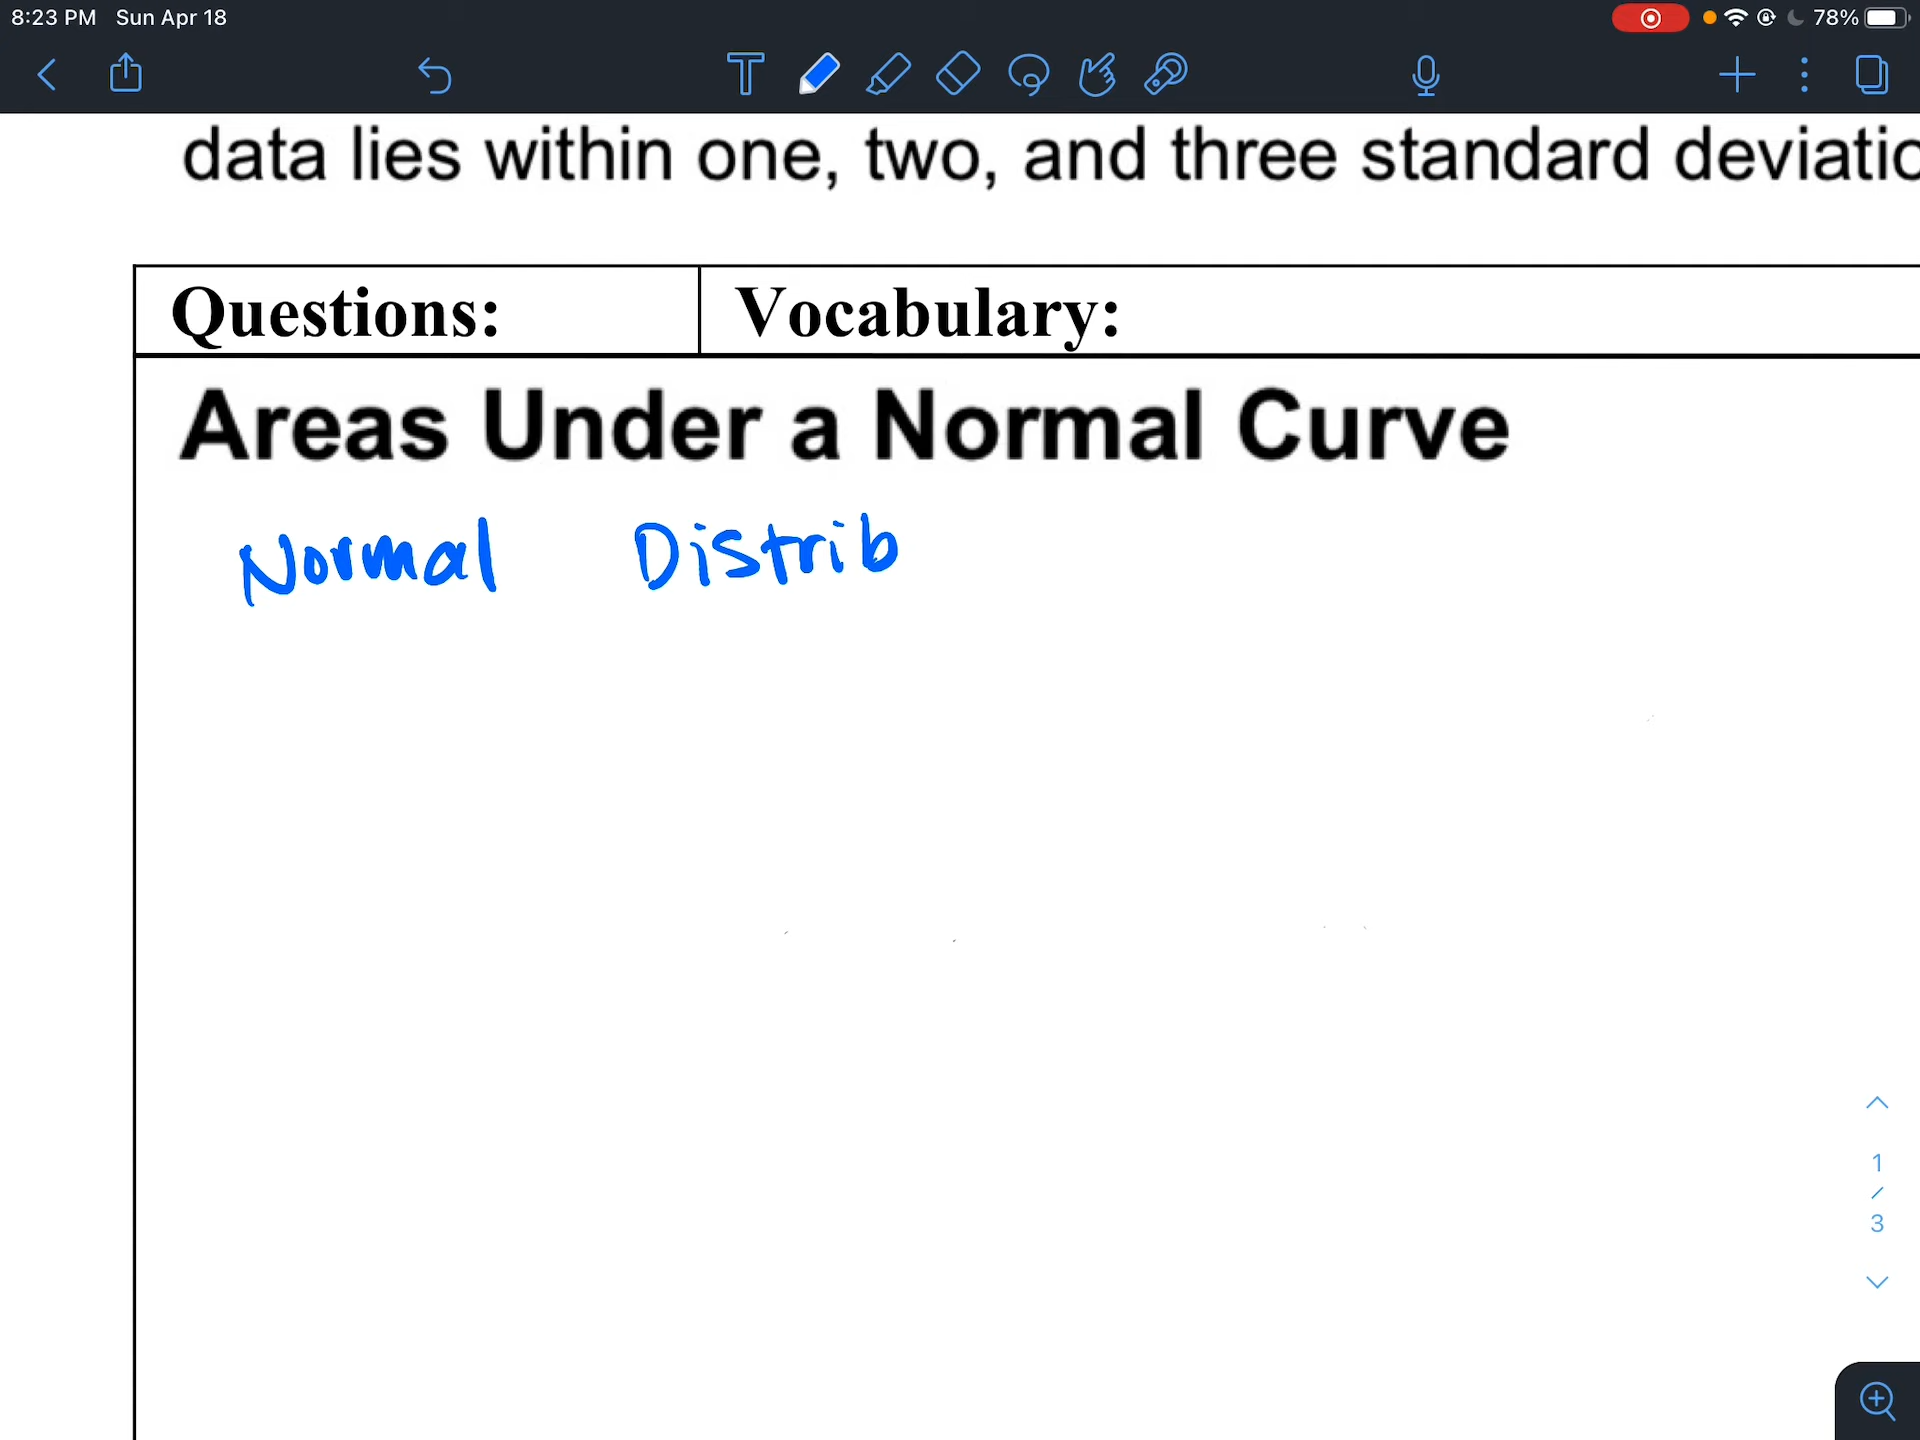 8:23 PM Sun Apr 18 78%
data lies within one, two, and three standard deviatio
Questions: Vocabulary:
Areas Under a Normal Curve
Normal Distrib
1
/
3